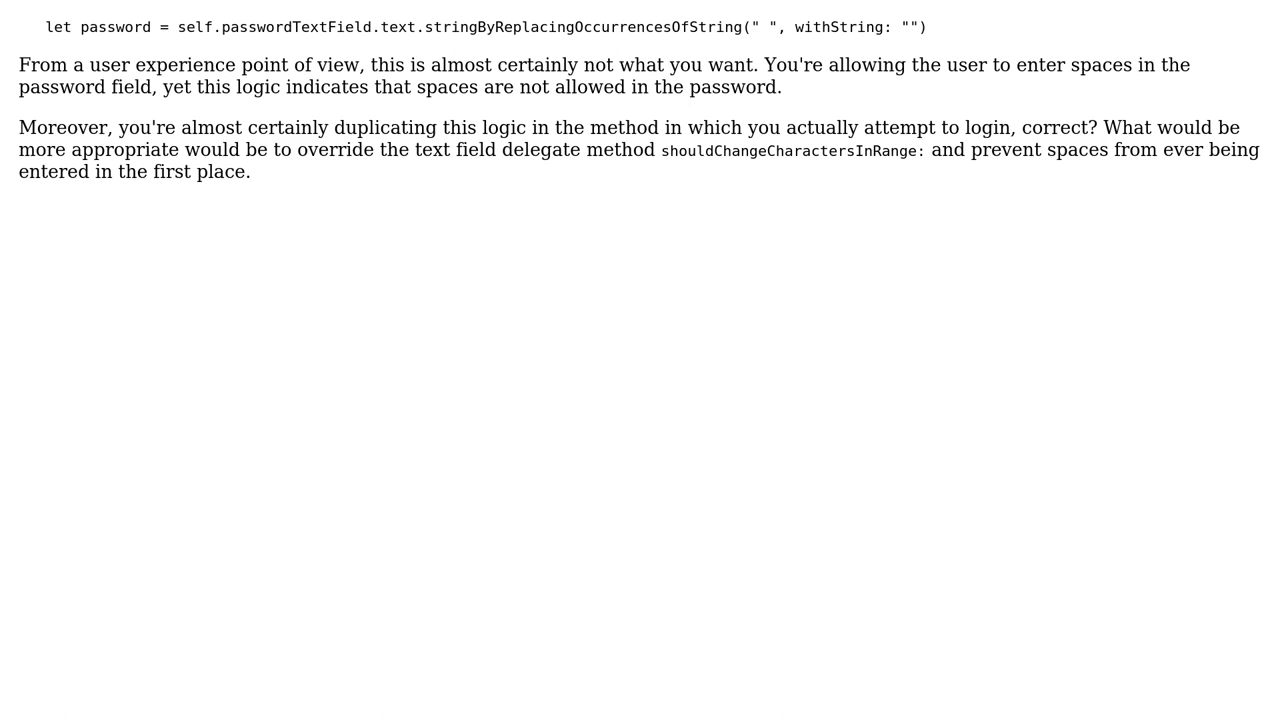 let password = self.passwordTextField.text.stringByReplacingOccurrencesOfString(" ", withString: "")
From a user experience point of view, this is almost certainly not what you want. You're allowing the user to enter spaces in the
password field, yet this logic indicates that spaces are not allowed in the password.
Moreover, you're almost certainly duplicating this logic in the method in which you actually attempt to login, correct? What would be
more appropriate would be to override the text field delegate method shouldChangeCharactersInRange: and prevent spaces from ever being
entered in the first place.